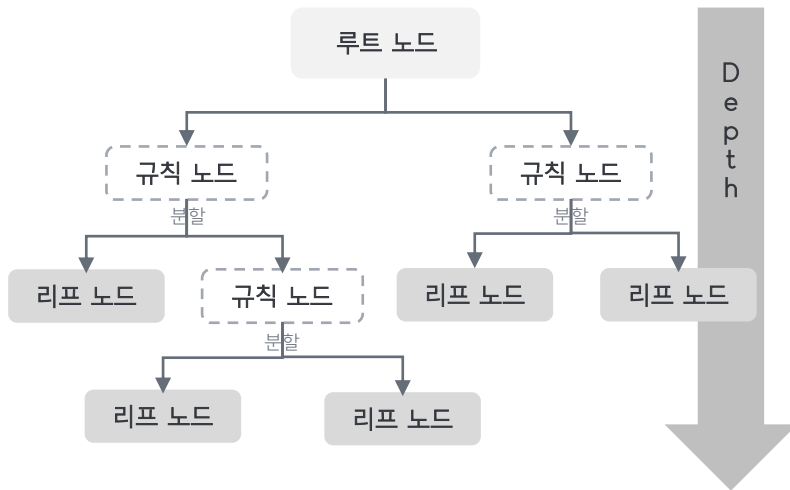 루트 노드
D
e
p
t
h
규칙 노드
규칙 노드
분할
분할
리프 노드
규칙 노드
리프 노드
리프 노드
분할
리프 노드
리프 노드